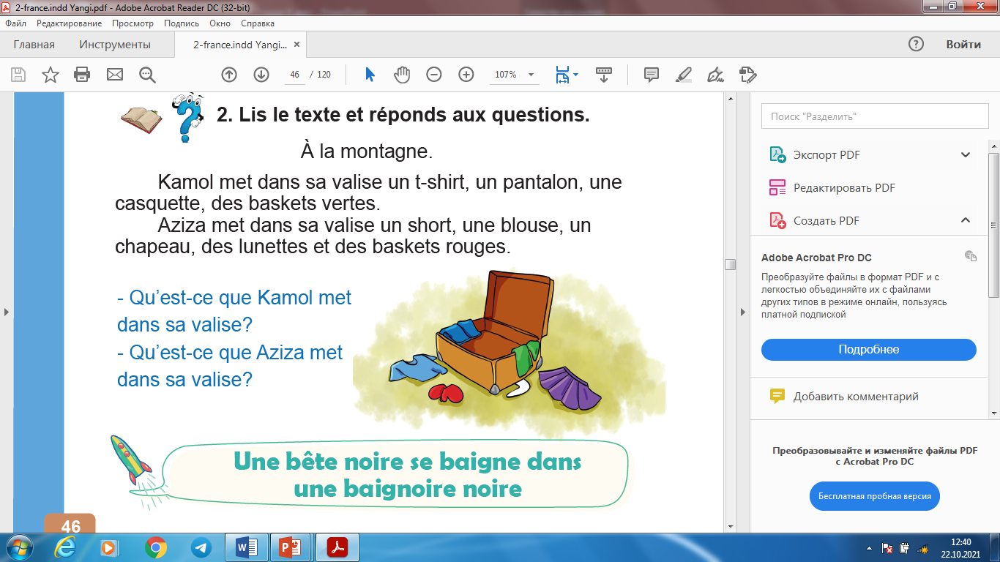 2-france.indd Yangi.pdf - Adobe Acrobat Reader DC (32-bit)
Файл Редактирование Просмотр Подпись Окно Справка
Главная Инструменты 2-france.indd Yangi... × ? Войти
46 / 120 107%
2. Lis le texte et réponds aux questions.
À la montagne.
Kamol met dans sa valise un t-shirt, un pantalon, une
casquette, des baskets vertes.
Aziza met dans sa valise un short, une blouse, un
chapeau, des lunettes et des baskets rouges.
- Qu’est-ce que Kamol met
dans sa valise?
- Qu’est-ce que Aziza met
dans sa valise?
Une bête noire se baigne dans
une baignoire noire
46
Поиск "Разделить"
Экспорт PDF
Редактировать PDF
Создать PDF
Adobe Acrobat Pro DC
Преобразуйте файлы в формат PDF и с
легкостью объединяйте их с файлами
других типов в режиме онлайн, пользуясь
платной подпиской
Подробнее
Добавить комментарий
Преобразовывайте и изменяйте файлы PDF
с Acrobat Pro DC
Бесплатная пробная версия
12:40
22.10.2021